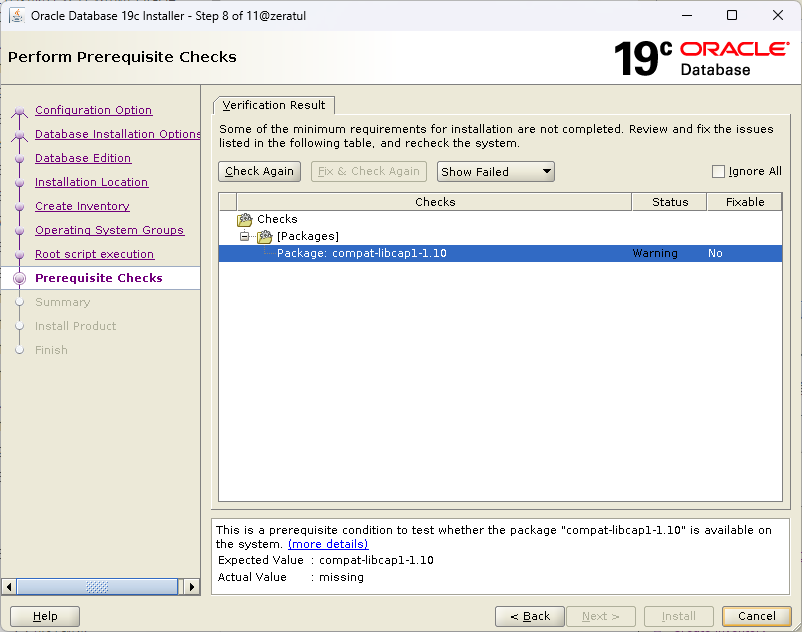 Oracle Database 19c Installer - Step 8 of 11@zeratul
Perform Prerequisite Checks
19c ORACLE
Database
Configuration Option
Database Installation Options
Database Edition
Installation Location
Create Inventory
Operating System Groups
Root script execution
Prerequisite Checks
Summary
Install Product
Finish
Verification Result
Some of the minimum requirements for installation are not completed. Review and fix the issues
listed in the following table, and recheck the system.
Check Again
Fix & Check Again
Show Failed
Ignore All
Checks Status Fixable
Checks
[Packages]
Package: compat-libcap1-1.10 Warning No
This is a prerequisite condition to test whether the package "compat-libcap1-1.10" is available on
the system. (more details)
Expected Value : compat-libcap1-1.10
Actual Value : missing
Help
< Back
Next >
Install
Cancel